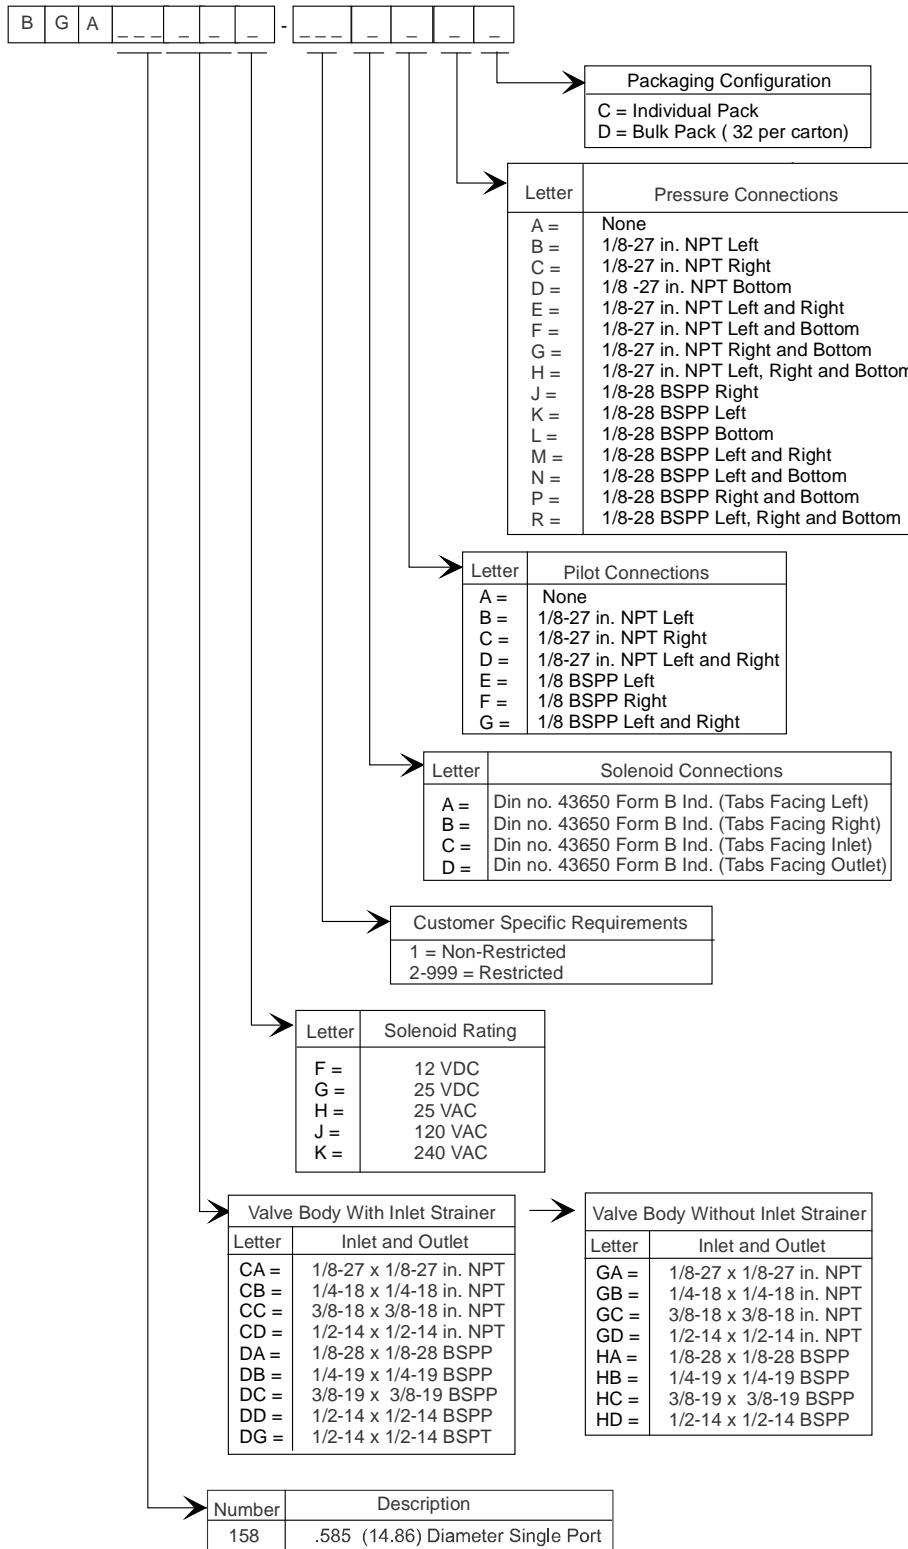 B G A _ _ _ _ _ _ - _ _ _ _ _ _ _
Packaging Configuration
C = Individual Pack
D = Bulk Pack ( 32 per carton)
Letter Pressure Connections
A = None
B = 1/8-27 in. NPT Left
C = 1/8-27 in. NPT Right
D = 1/8 -27 in. NPT Bottom
E = 1/8-27 in. NPT Left and Right
F = 1/8-27 in. NPT Left and Bottom
G = 1/8-27 in. NPT Right and Bottom
H = 1/8-27 in. NPT Left, Right and Bottom
J = 1/8-28 BSPP Right
K = 1/8-28 BSPP Left
L = 1/8-28 BSPP Bottom
M = 1/8-28 BSPP Left and Right
N = 1/8-28 BSPP Left and Bottom
P = 1/8-28 BSPP Right and Bottom
R = 1/8-28 BSPP Left, Right and Bottom
Letter Pilot Connections
A = None
B = 1/8-27 in. NPT Left
C = 1/8-27 in. NPT Right
D = 1/8-27 in. NPT Left and Right
E = 1/8 BSPP Left
F = 1/8 BSPP Right
G = 1/8 BSPP Left and Right
Letter Solenoid Connections
A = Din no. 43650 Form B Ind. (Tabs Facing Left)
B = Din no. 43650 Form B Ind. (Tabs Facing Right)
C = Din no. 43650 Form B Ind. (Tabs Facing Inlet)
D = Din no. 43650 Form B Ind. (Tabs Facing Outlet)
Customer Specific Requirements
1 = Non-Restricted
2-999 = Restricted
Letter Solenoid Rating
F = 12 VDC
G = 25 VDC
H = 25 VAC
J = 120 VAC
K = 240 VAC
Valve Body With Inlet Strainer
Letter Inlet and Outlet
CA = 1/8-27 x 1/8-27 in. NPT
CB = 1/4-18 x 1/4-18 in. NPT
CC = 3/8-18 x 3/8-18 in. NPT
CD = 1/2-14 x 1/2-14 in. NPT
DA = 1/8-28 x 1/8-28 BSPP
DB = 1/4-19 x 1/4-19 BSPP
DC = 3/8-19 x 3/8-19 BSPP
DD = 1/2-14 x 1/2-14 BSPP
DG = 1/2-14 x 1/2-14 BSPT
Valve Body Without Inlet Strainer
Letter Inlet and Outlet
GA = 1/8-27 x 1/8-27 in. NPT
GB = 1/4-18 x 1/4-18 in. NPT
GC = 3/8-18 x 3/8-18 in. NPT
GD = 1/2-14 x 1/2-14 in. NPT
HA = 1/8-28 x 1/8-28 BSPP
HB = 1/4-19 x 1/4-19 BSPP
HC = 3/8-19 x 3/8-19 BSPP
HD = 1/2-14 x 1/2-14 BSPP
Number Description
158 .585 (14.86) Diameter Single Port